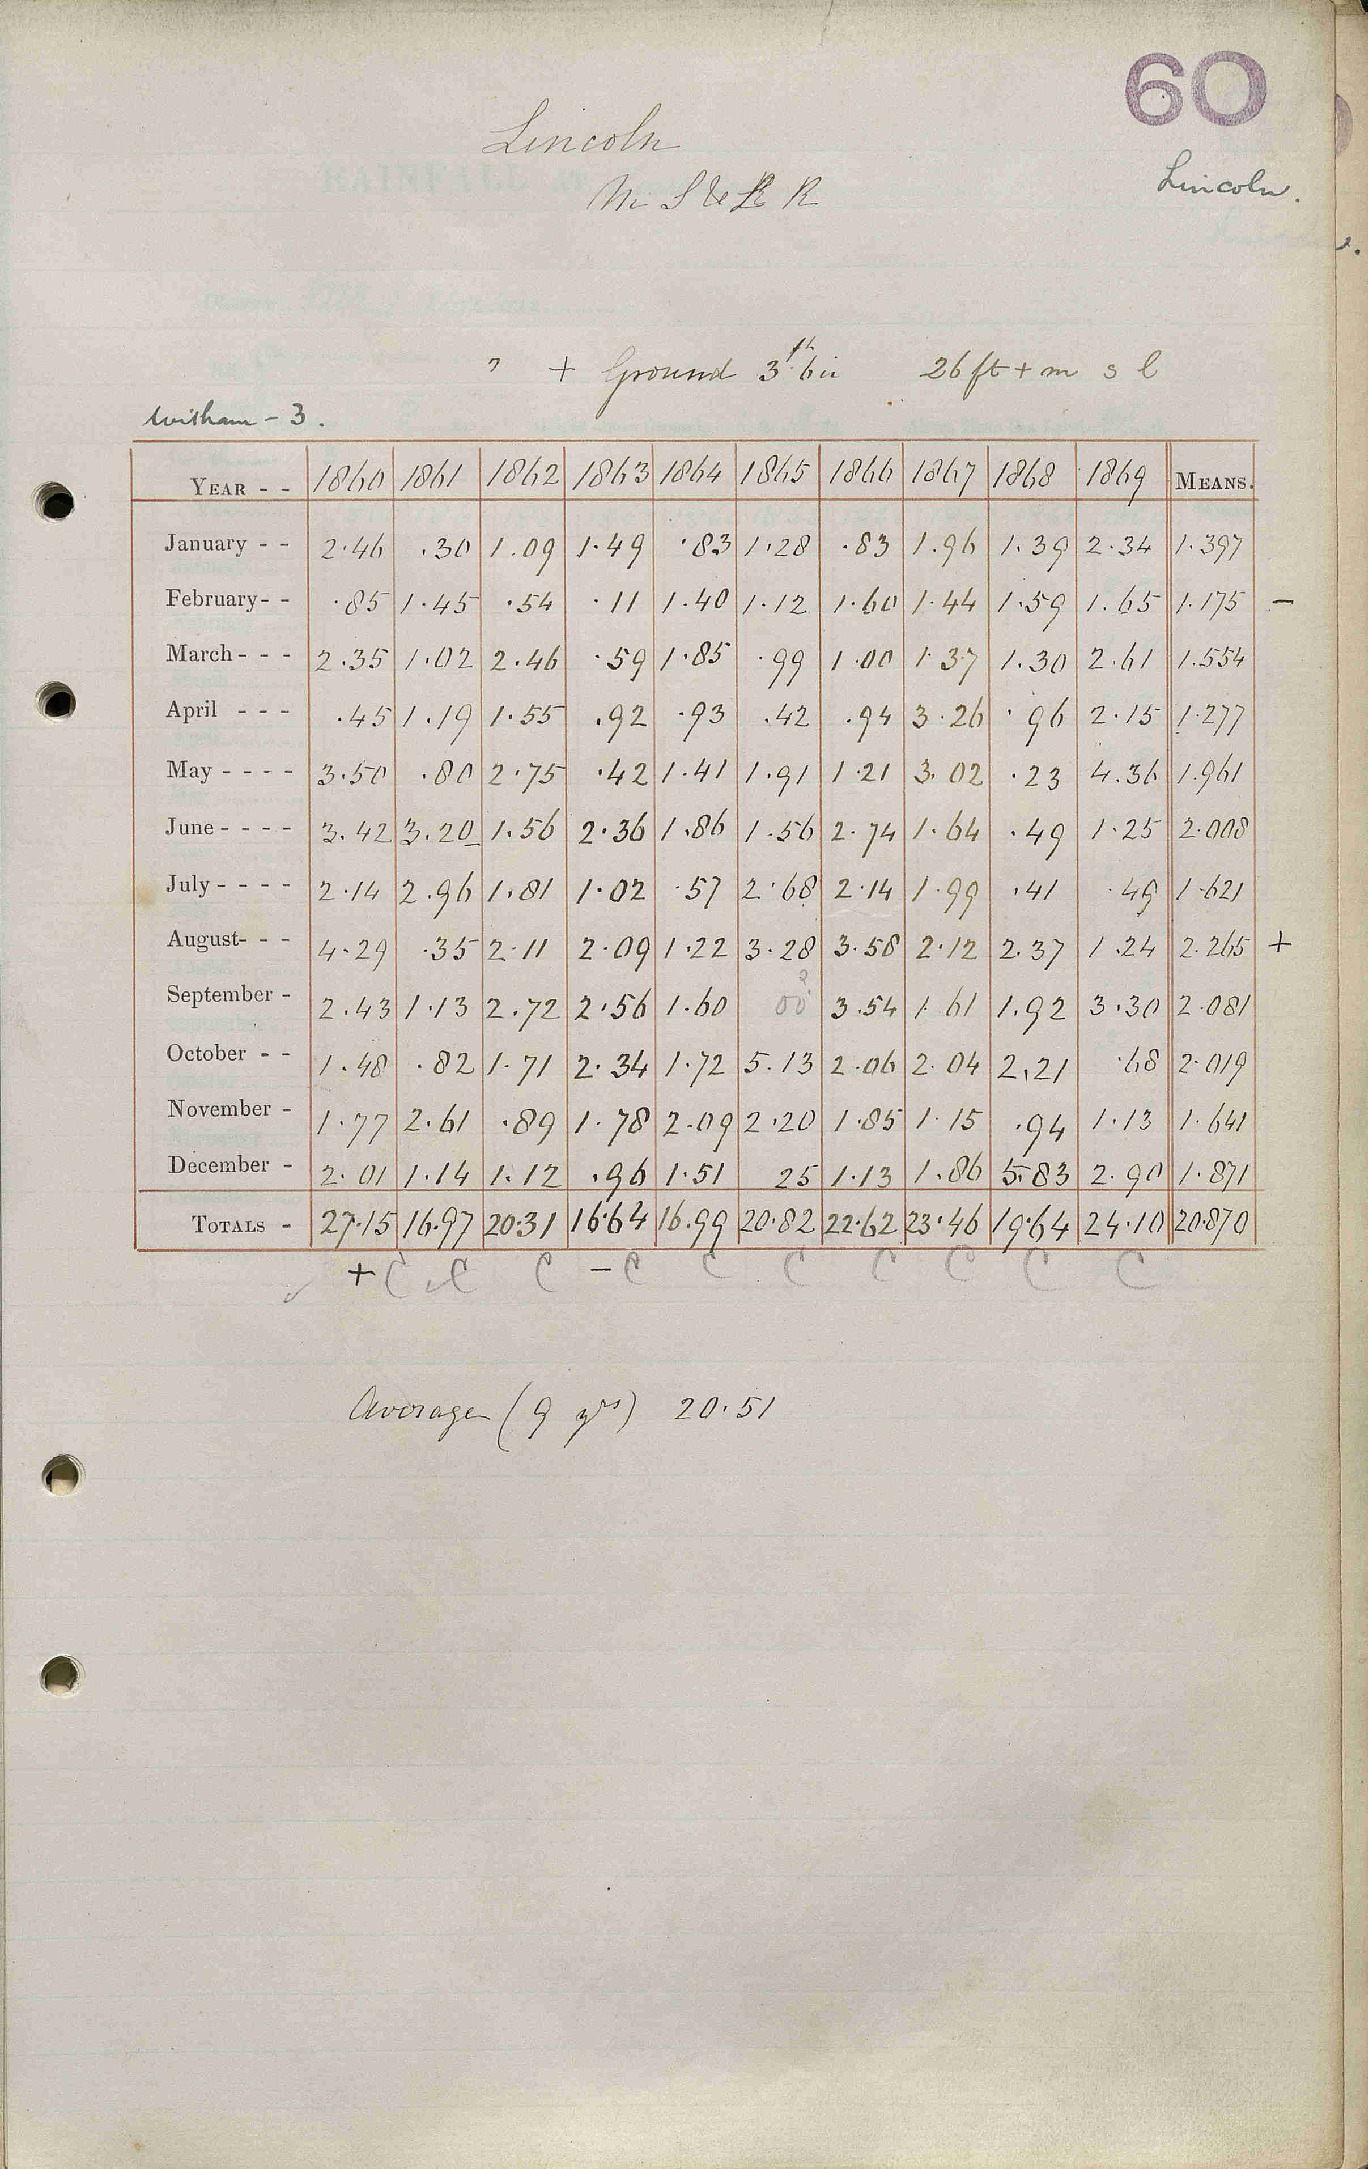 60
Lincoln
M S & L R
Lincoln.
" + Ground 3ft 6in 26 ft + m s l
Witham - 3.
YEAR - - 1860 1861 1862 1863 1864 1865 1866 1867 1868 1869 MEANS.
January - - 2.46 .30 1.09 1.49 .83 1.28 .83 1.96 1.39 2.34 1.397
February- - .85 1.45 .54 .11 1.40 1.12 1.60 1.44 1.59 1.65 1.175 -
March - - - 2.35 1.02 2.46 .59 1.85 .99 1.00 1.37 1.30 2.61 1.554
April - - - .45 1.19 1.55 .92 .93 .42 .94 3.26 .96 2.15 1.277
May - - - - 3.50 .80 2.75 .42 1.41 1.91 1.21 3.02 .23 4.36 1.961
June - - - - 3.42 3.20 1.56 2.36 1.86 1.56 2.74 1.64 .49 1.25 2.008
July - - - - 2.14 2.96 1.81 1.02 .57 2.68 2.14 1.99 .41 .49 1.621
August- - - 4.29 .35 2.11 2.09 1.22 3.28 3.58 2.12 2.37 1.24 2.265 +
September - 2.43 1.13 2.72 2.56 1.60 00? 3.54 1.61 1.92 3.30 2.081
October - - 1.48 .82 1.71 2.34 1.72 5.13 2.06 2.04 2.21 .68 2.019
November - 1.77 2.61 .89 1.78 2.09 2.20 1.85 1.15 .94 1.13 1.641
December - 2.01 1.14 1.12 .96 1.51 25 1.13 1.86 5.83 2.90 1.871
TOTALS - 27.15 16.97 20.31 16.64 16.99 20.82 22.62 23.46 19.64 24.10 20.870
+ C C C - C C C C C C C
Average (9 yrs) 20.51